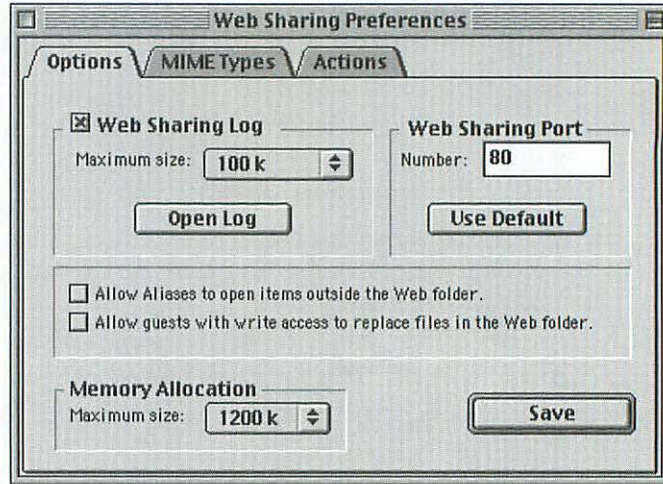 Web Sharing Preferences
Options
MIME Types
Actions
Web Sharing Log
Maximum size: 100 k
Open Log
Web Sharing Port
Number: 80
Use Default
Allow Aliases to open items outside the Web folder.
Allow guests with write access to replace files in the Web folder.
Memory Allocation
Maximum size: 1200 k
Save